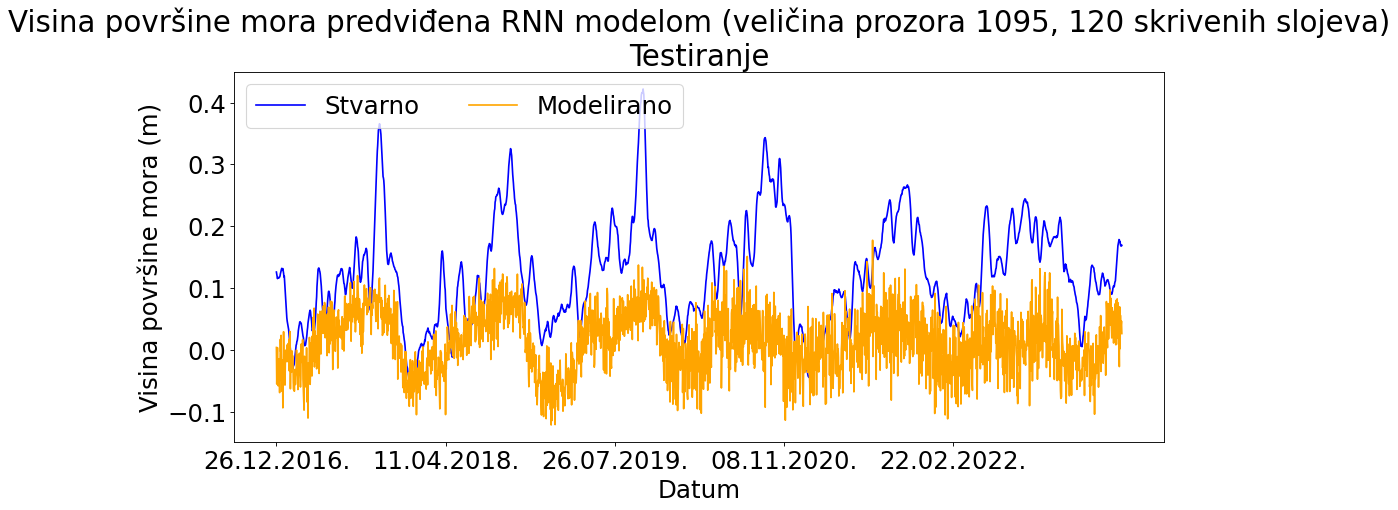 Visina površine mora predviđena RNN modelom (veličina prozora 1095, 120 skrivenih slojeva)
Testiranje
Stvarno
Modelirano
Visina površine mora (m)
0.4
0.3
0.2
0.1
0.0
−0.1
26.12.2016.
11.04.2018.
26.07.2019.
08.11.2020.
22.02.2022.
Datum